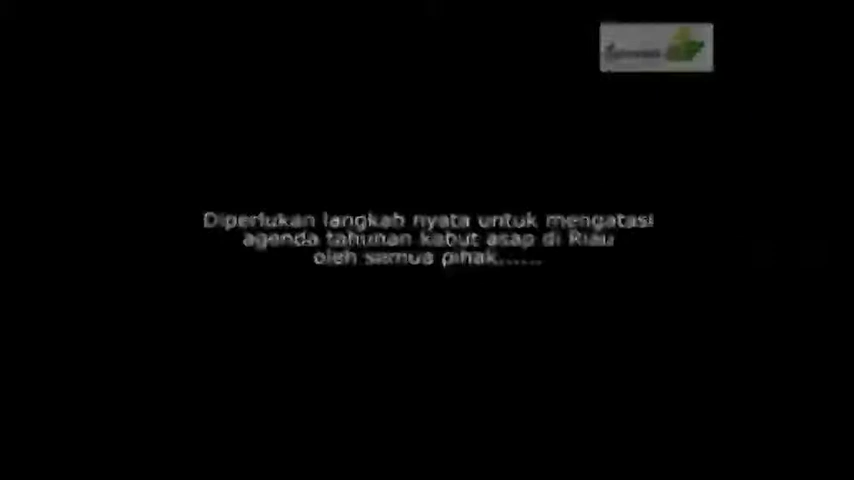 Diperlukan langkah nyata untuk mengatasi
agenda tahunan kabut asap di Riau
oleh semua pihak......